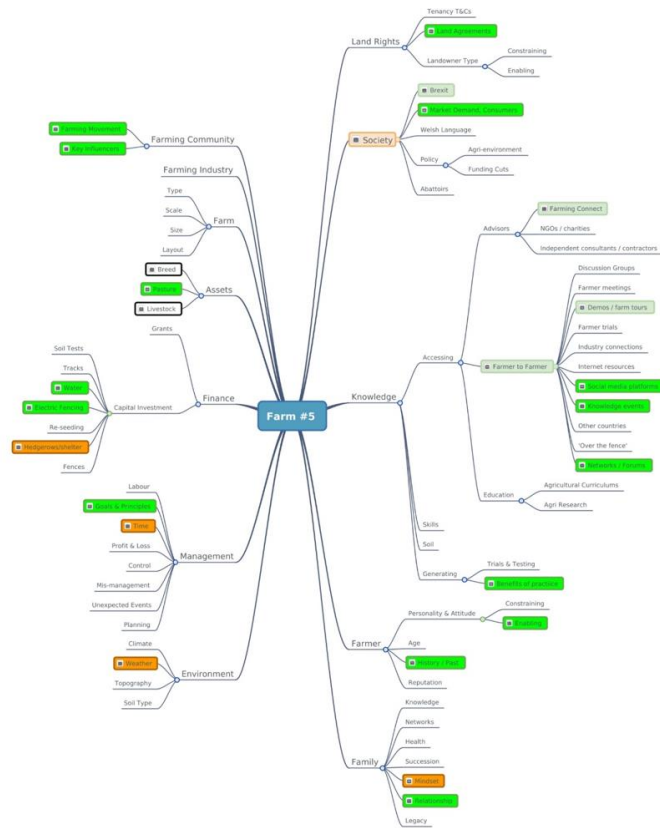 Farm #5
Land Rights
Tenancy T&Cs
Land Agreements
Landowner Type
Constraining
Enabling
Society
Brexit
Market Demand, Consumers
Welsh Language
Policy
Agri-environment
Funding Cuts
Abattoirs
Knowledge
Accessing
Advisors
Farming Connect
NGOs / charities
Independent consultants / contractors
Farmer to Farmer
Discussion Groups
Farmer meetings
Demos / farm tours
Farmer trials
Industry connections
Internet resources
Social media platforms
Knowledge events
Other countries
'Over the fence'
Networks / Forums
Education
Agricultural Curriculums
Agri Research
Skills
Soil
Generating
Trials & Testing
Benefits of practice
Farmer
Personality & Attitude
Constraining
Enabling
Age
History / Past
Reputation
Family
Knowledge
Networks
Health
Succession
Mindset
Relationship
Legacy
Farming Community
Farming Movement
Key Influencers
Farming Industry
Farm
Type
Scale
Size
Layout
Assets
Breed
Pasture
Livestock
Finance
Grants
Capital Investment
Soil Tests
Tracks
Water
Electric Fencing
Re-seeding
Hedgerows/shelter
Fences
Management
Labour
Goals & Principles
Time
Profit & Loss
Control
Mis-management
Unexpected Events
Planning
Environment
Climate
Weather
Topography
Soil Type